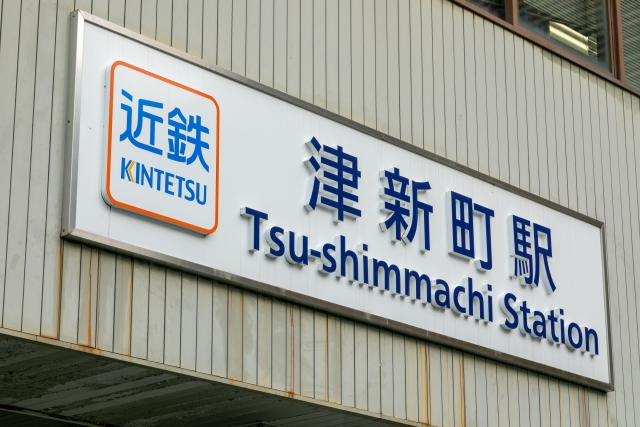 近鉄
KINTETSU
津新町駅
Tsu-shimmachi Station